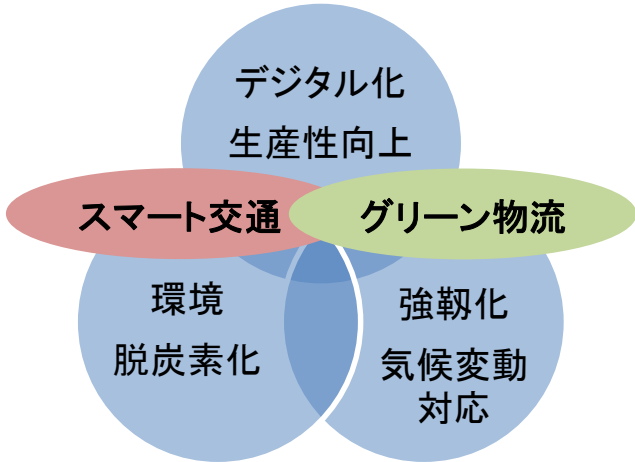 デジタル化
生産性向上
スマート交通
グリーン物流
環境
脱炭素化
強靱化
気候変動
対応